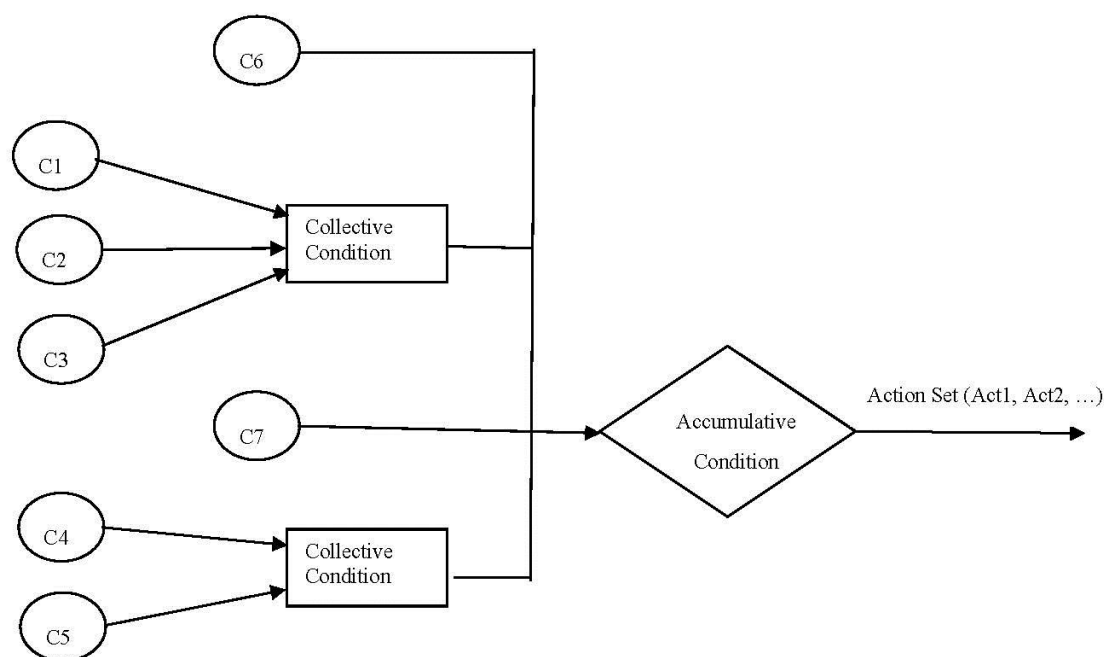 C6
C1
C2
C3
Collective
Condition
C7
Accumulative
Condition
Action Set (Act1, Act2, …)
C4
C5
Collective
Condition